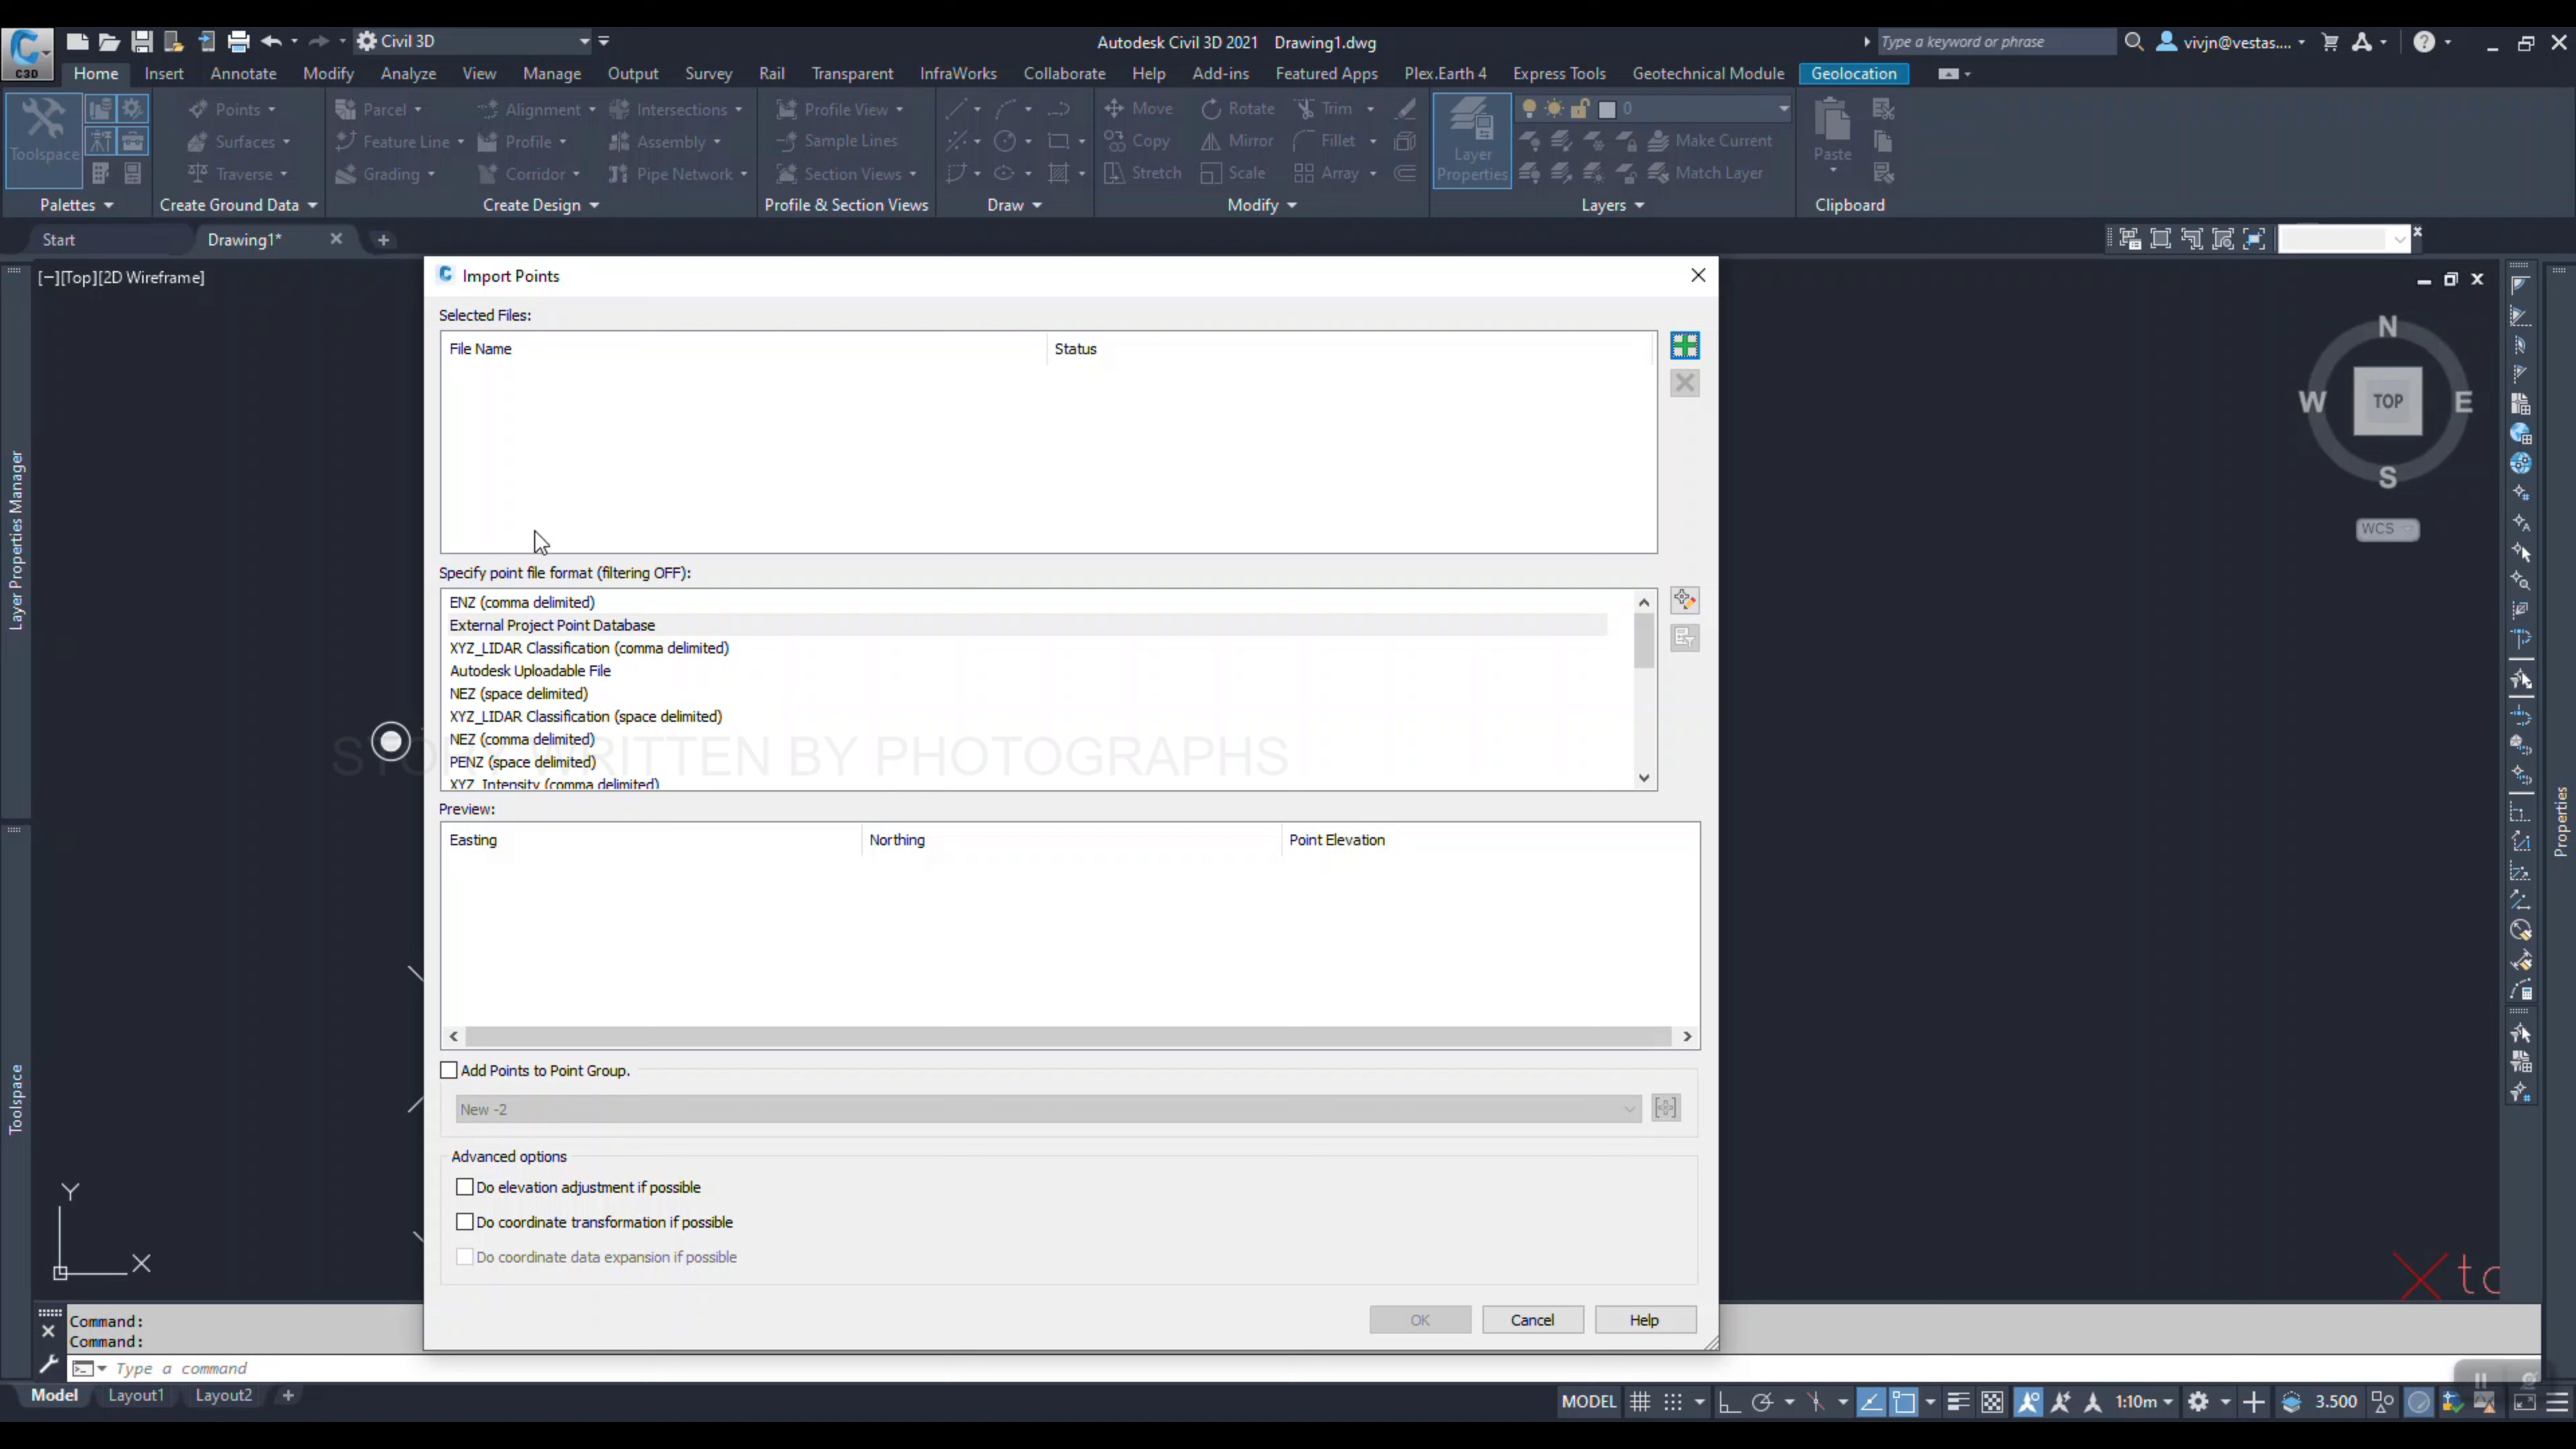 Civil 3D
Autodesk Civil 3D 2021 Drawing1.dwg
Type a keyword or phrase
vivjn@vestas....
C3D
Home Insert Annotate Modify Analyze View Manage Output Survey Rail Transparent InfraWorks Collaborate Help Add-ins Featured Apps Plex.Earth 4 Express Tools Geotechnical Module Geolocation
Points Parcel Alignment Intersections Profile View Move Rotate Trim 0
Toolspace Surfaces Feature Line Profile Assembly Sample Lines Copy Mirror Fillet Layer Properties Make Current Paste
Traverse Grading Corridor Pipe Network Section Views Stretch Scale Array Match Layer
Palettes Create Ground Data Create Design Profile & Section Views Draw Modify Layers Clipboard
Start Drawing1*
[−][Top][2D Wireframe]
Import Points
Selected Files:
File Name Status
Specify point file format (filtering OFF):
ENZ (comma delimited)
External Project Point Database
XYZ_LIDAR Classification (comma delimited)
Autodesk Uploadable File
NEZ (space delimited)
XYZ_LIDAR Classification (space delimited)
NEZ (comma delimited)
STORY WRITTEN BY PHOTOGRAPHS
PENZ (space delimited)
XYZ_Intensity (comma delimited)
Preview:
Easting Northing Point Elevation
Add Points to Point Group.
New -2
Advanced options
Do elevation adjustment if possible
Do coordinate transformation if possible
Do coordinate data expansion if possible
OK Cancel Help
N
W TOP E
S
WCS
Layer Properties Manager
Toolspace
Properties
Y
X
Command:
Command:
Type a command
Model Layout1 Layout2
MODEL 1:10m 3.500